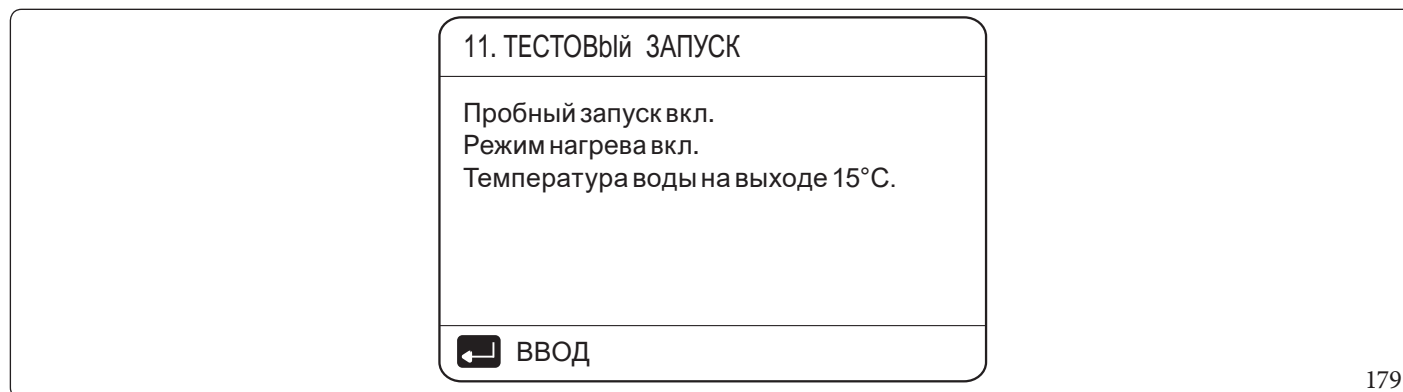 11. ТЕСТОВЫй ЗАПУСК
Пробный запуск вкл.
Режим нагрева вкл.
Температура воды на выходе 15°C.
ВВОД
179